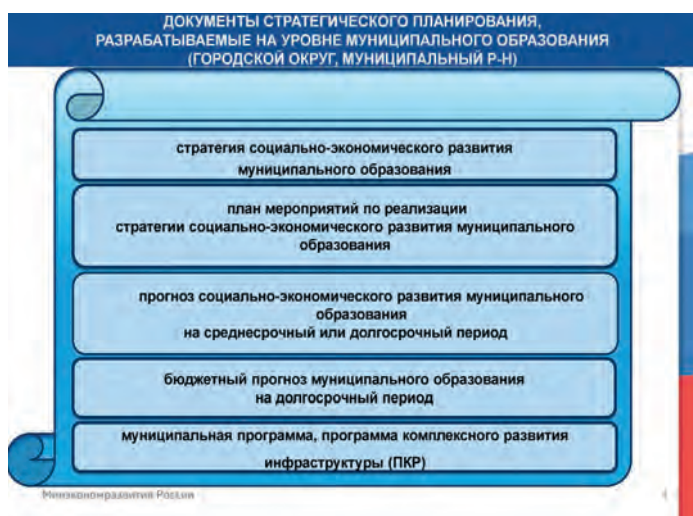 ДОКУМЕНТЫ СТРАТЕГИЧЕСКОГО ПЛАНИРОВАНИЯ,
РАЗРАБАТЫВАЕМЫЕ НА УРОВНЕ МУНИЦИПАЛЬНОГО ОБРАЗОВАНИЯ
(ГОРОДСКОЙ ОКРУГ, МУНИЦИПАЛЬНЫЙ Р-Н)
стратегия социально-экономического развития
муниципального образования
план мероприятий по реализации
стратегии социально-экономического развития муниципального
образования
прогноз социально-экономического развития муниципального
образования
на среднесрочный или долгосрочный период
бюджетный прогноз муниципального образования
на долгосрочный период
муниципальная программа, программа комплексного развития
инфраструктуры (ПКР)
Минэкономразвития России
4